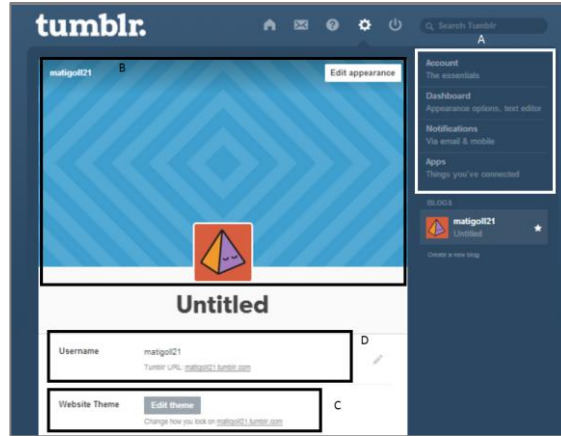 tumblr.
Search Tumblr
A
B
matigoll21
Edit appearance
Account
The essentials
Dashboard
Appearance options, text editor
Notifications
Via email & mobile
Apps
Things you've connected
BLOGS
matigoll21
Untitled
Create a new blog
Untitled
D
Username
matigoll21
Tumblr URL: matigoll21.tumblr.com
Website Theme
Edit theme
C
Change how you look on matigoll21.tumblr.com